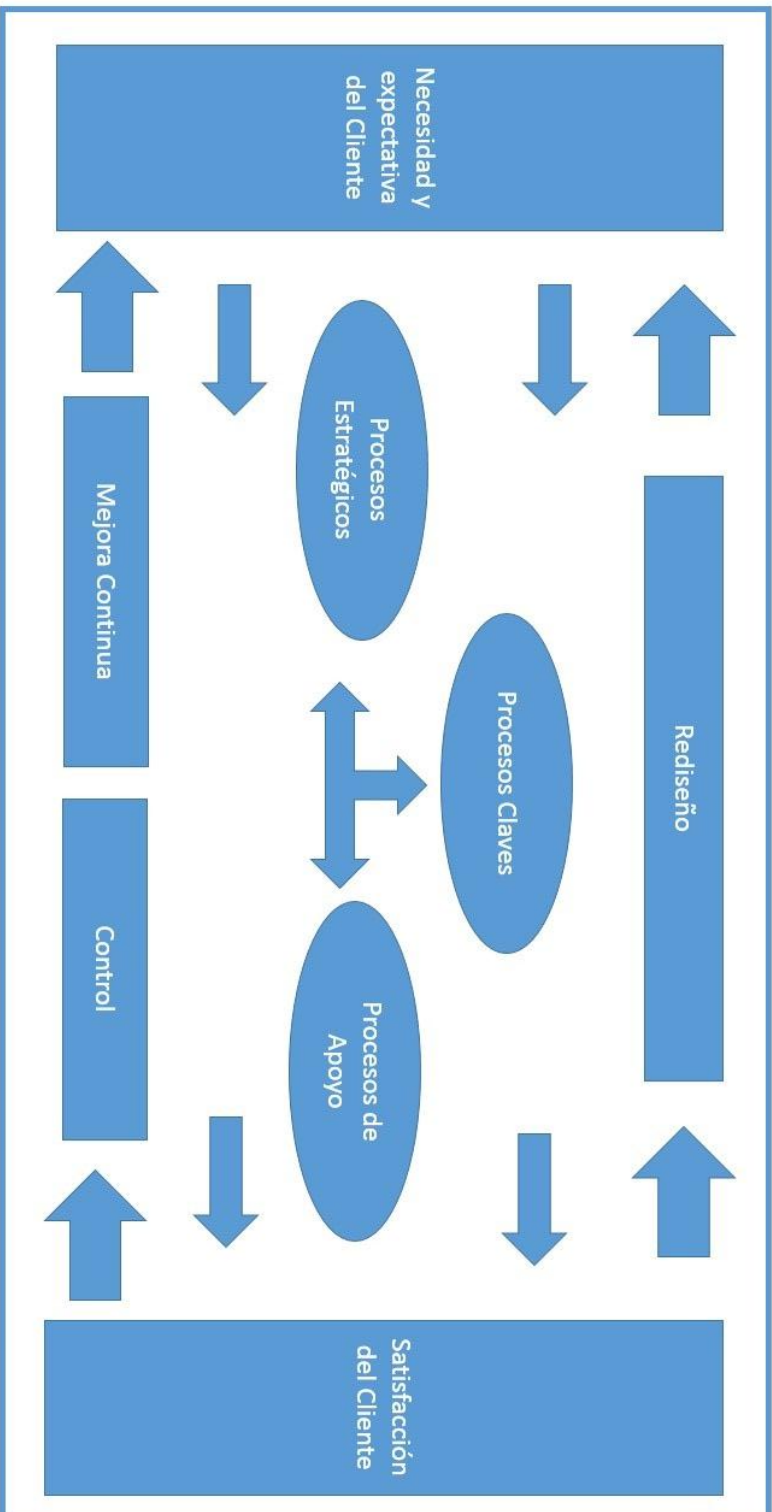 Rediseño
Necesidad y
expectativa
del Cliente
Procesos Claves
Procesos
Estratégicos
Procesos de
Apoyo
Satisfacción
del Cliente
Mejora Continua
Control